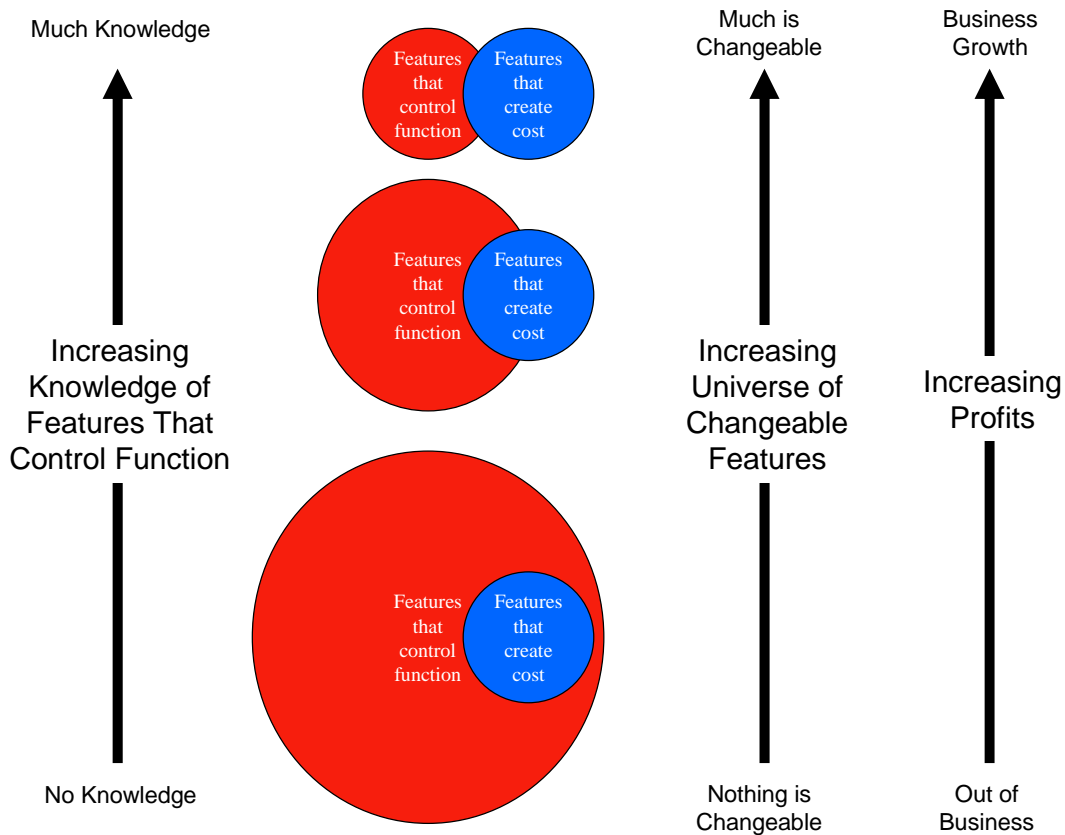 Much Knowledge
Increasing
Knowledge of
Features That
Control Function
No Knowledge
Features
that
control
function
Features
that
create
cost
Features
that
control
function
Features
that
create
cost
Features
that
control
function
Features
that
create
cost
Much is
Changeable
Increasing
Universe of
Changeable
Features
Nothing is
Changeable
Business
Growth
Increasing
Profits
Out of
Business